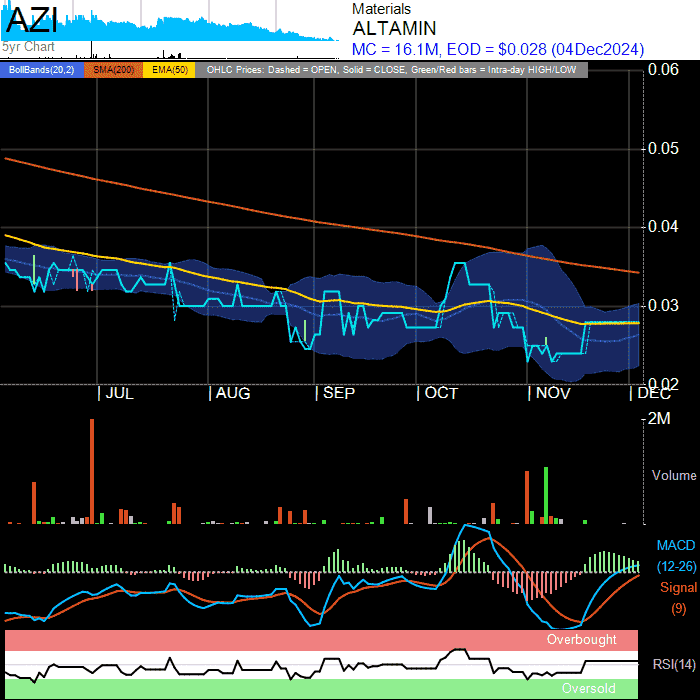 AZI
5yr Chart
Materials
ALTAMIN
MC = 16.1M, EOD = $0.028 (04Dec2024)
BollBands(20,2) SMA(200) EMA(50) OHLC Prices: Dashed = OPEN, Solid = CLOSE, Green/Red bars = Intra-day HIGH/LOW
0.06
0.05
0.04
0.03
0.02
JUL AUG SEP OCT NOV DEC
2M
Volume
MACD
(12-26)
Signal
(9)
Overbought
RSI(14)
Oversold